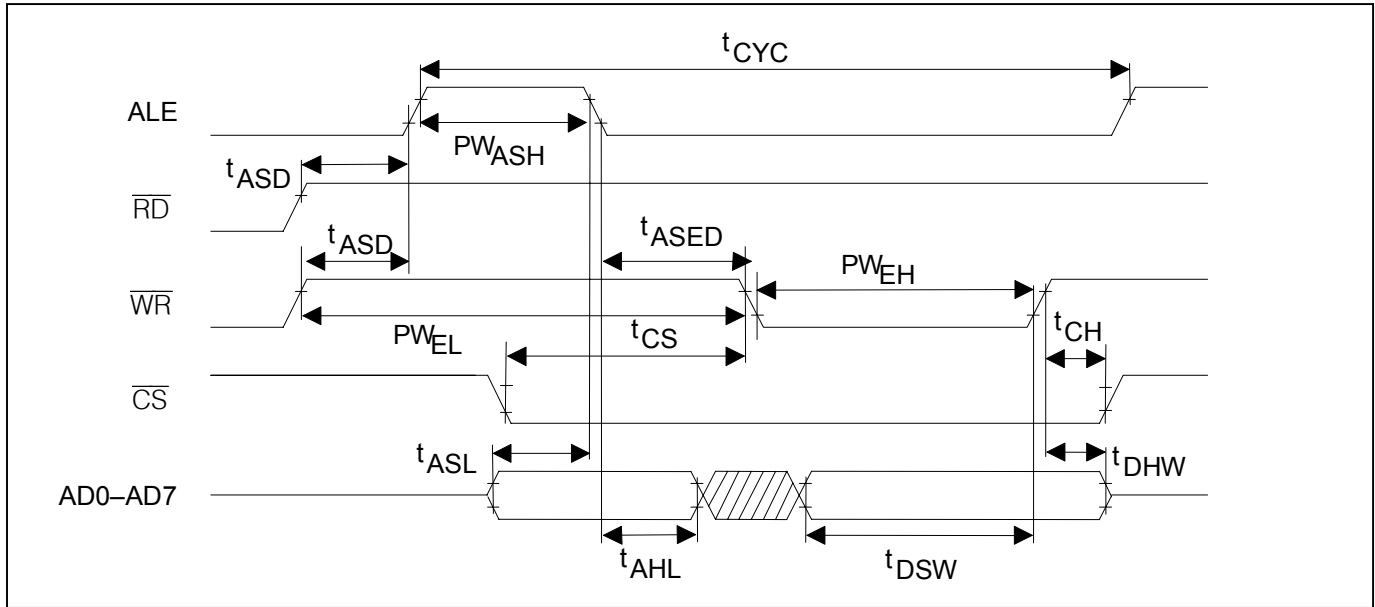 tCYC
ALE
PWASH
tASD
RD
tASD
tASED
PWEH
WR
PWEL
tCS
tCH
CS
tASL
tDHW
AD0–AD7
tAHL
tDSW